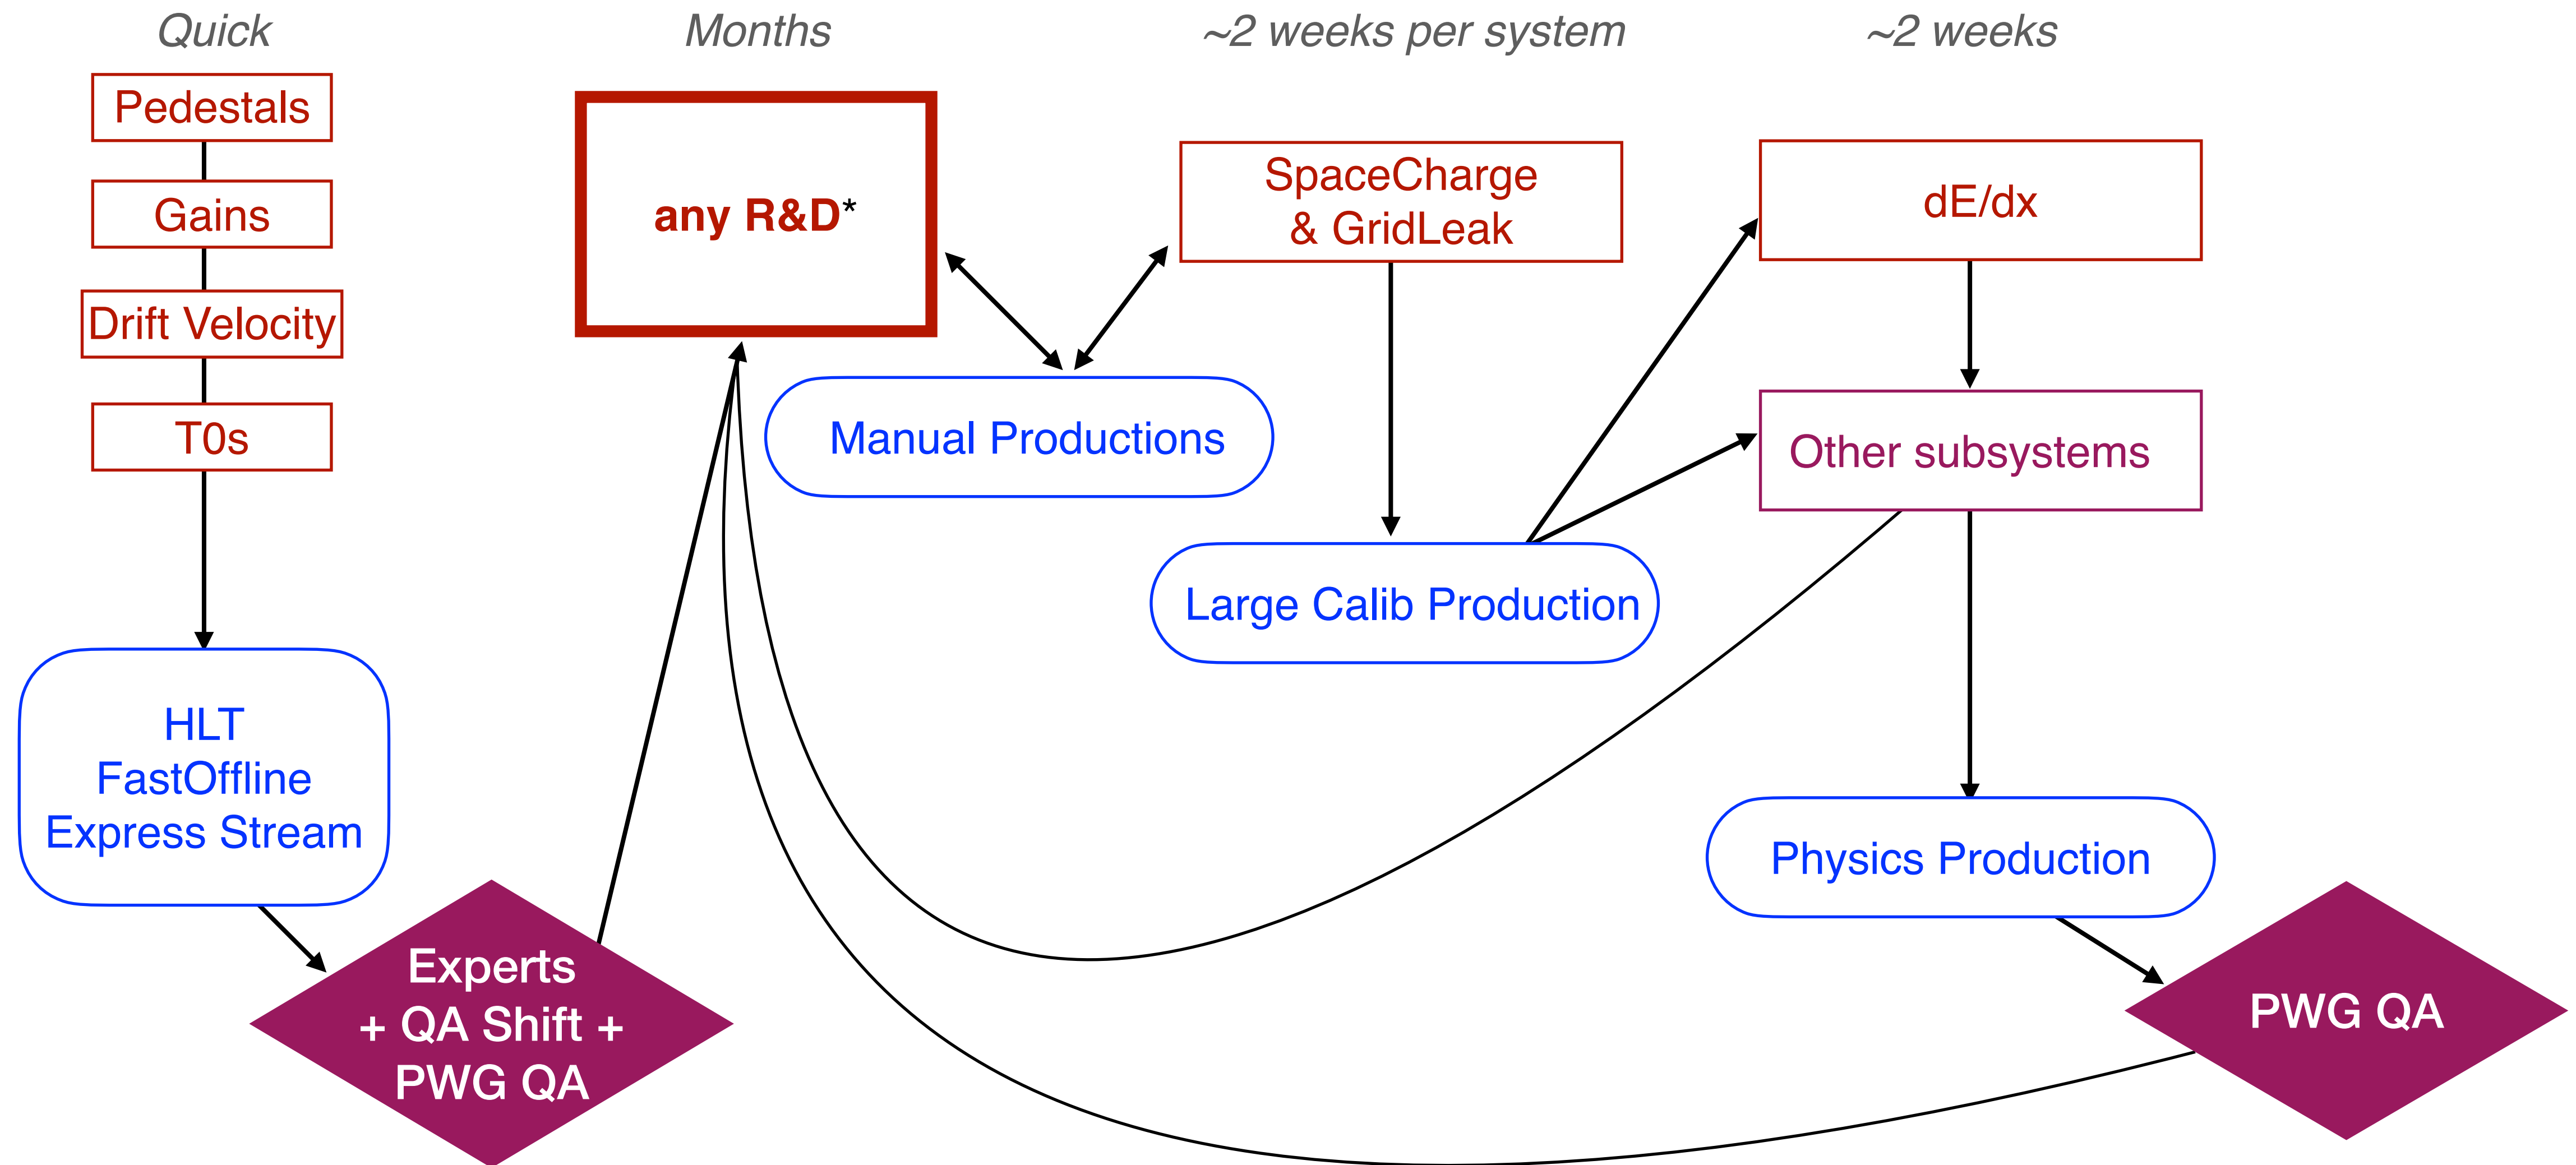 Quick
Months
~2 weeks per system
~2 weeks
Pedestals
Gains
Drift Velocity
T0s
HLT
FastOffline
Express Stream
Experts
+ QA Shift +
PWG QA
any R&D*
Manual Productions
SpaceCharge
& GridLeak
Large Calib Production
dE/dx
Other subsystems
Physics Production
PWG QA